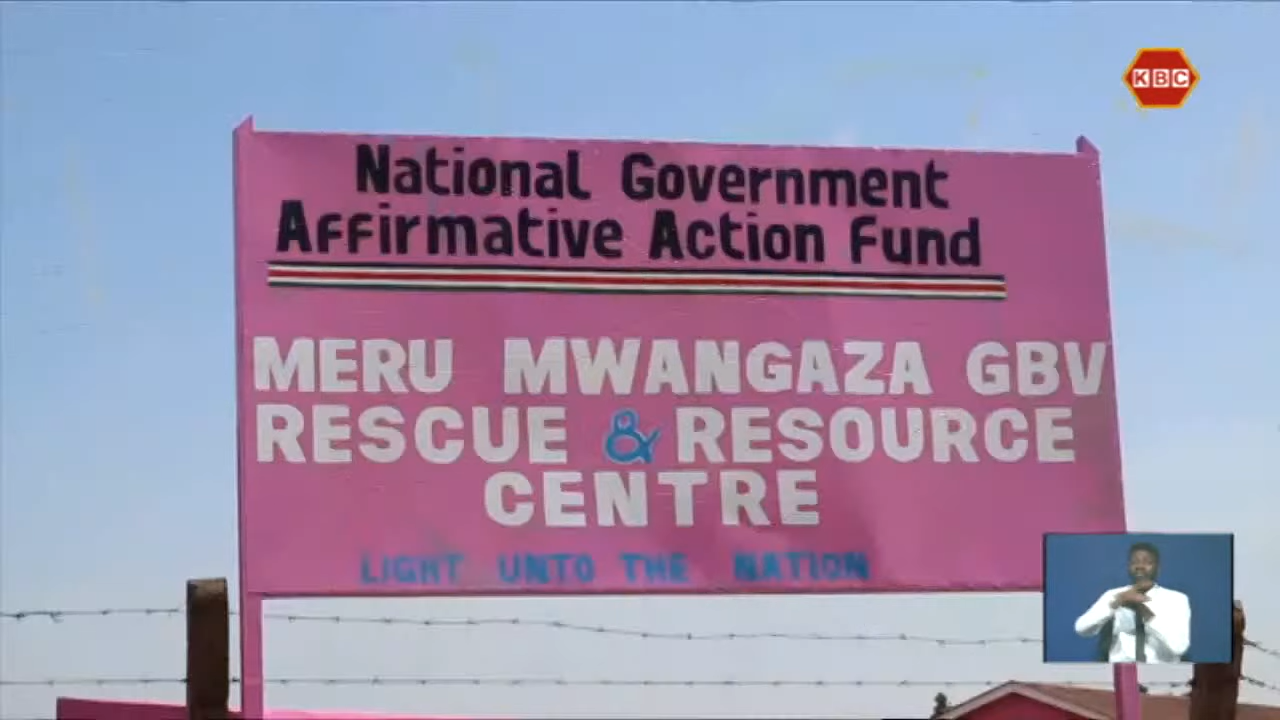 KBC
National Government
Affirmative Action Fund
MERU MWANGAZA GBV
RESCUE & RESOURCE
CENTRE
LIGHT UNTO THE NATION